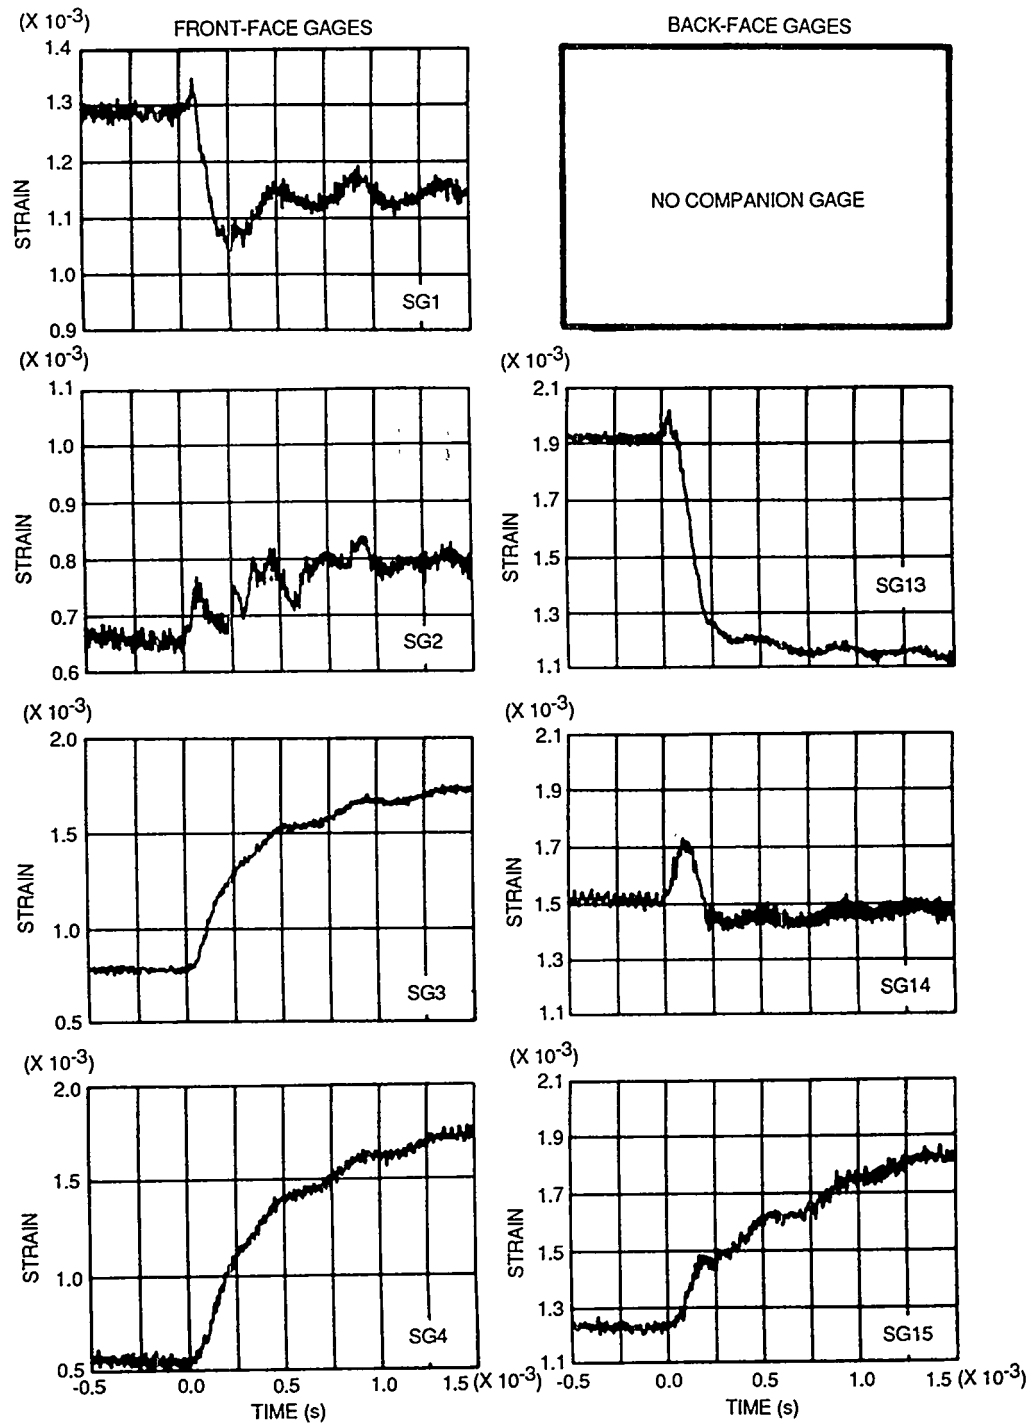 (X 10-3)
FRONT-FACE GAGES
BACK-FACE GAGES
1.4
1.3
1.2
1.1
1.0
0.9
STRAIN
SG1
NO COMPANION GAGE
(X 10-3)
1.1
1.0
0.9
0.8
0.7
0.6
STRAIN
SG2
(X 10-3)
2.1
1.9
1.7
1.5
1.3
1.1
STRAIN
SG13
(X 10-3)
2.0
1.5
1.0
0.5
STRAIN
SG3
(X 10-3)
2.1
1.9
1.7
1.5
1.3
1.1
STRAIN
SG14
(X 10-3)
2.0
1.5
1.0
0.5
STRAIN
SG4
-0.5 0.0 0.5 1.0 1.5 (X 10-3)
TIME (s)
(X 10-3)
2.1
1.9
1.7
1.5
1.3
1.1
STRAIN
SG15
-0.5 0.0 0.5 1.0 1.5 (X 10-3)
TIME (s)